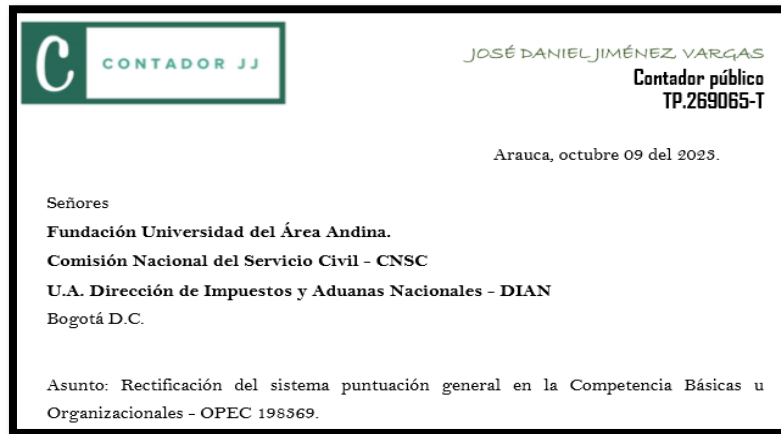 C CONTADOR JJ
JOSÉ DANIEL JIMÉNEZ VARGAS
Contador público
TP.269065-T
Arauca, octubre 09 del 2023.
Señores
Fundación Universidad del Área Andina.
Comisión Nacional del Servicio Civil - CNSC
U.A. Dirección de Impuestos y Aduanas Nacionales - DIAN
Bogotá D.C.
Asunto: Rectificación del sistema puntuación general en la Competencia Básicas u
Organizacionales - OPEC 198369.